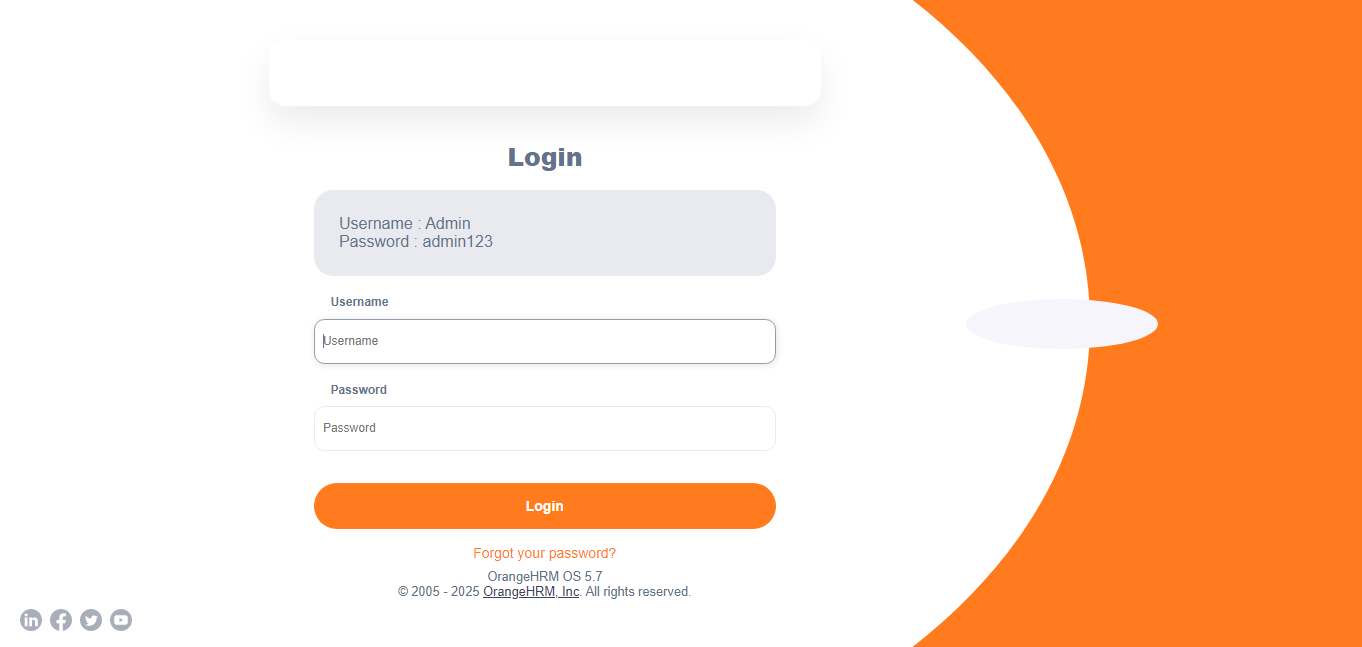 Login
Username : Admin
Password : admin123
Username
Username
Password
Password
Login
Forgot your password?
OrangeHRM OS 5.7
© 2005 - 2025 OrangeHRM, Inc. All rights reserved.